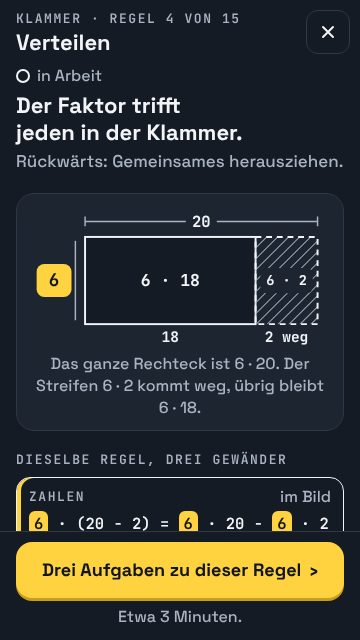 KLAMMER · REGEL 4 VON 15
Verteilen
in Arbeit
Der Faktor trifft
jeden in der Klammer.
Rückwärts: Gemeinsames herausziehen.
20
6
6 · 18
6 · 2
18
2 weg
Das ganze Rechteck ist 6 · 20. Der
Streifen 6 · 2 kommt weg, übrig bleibt
6 · 18.
DIESELBE REGEL, DREI GEWÄNDER
ZAHLEN
im Bild
6 · (20 - 2) = 6 · 20 - 6 · 2
Drei Aufgaben zu dieser Regel >
Etwa 3 Minuten.